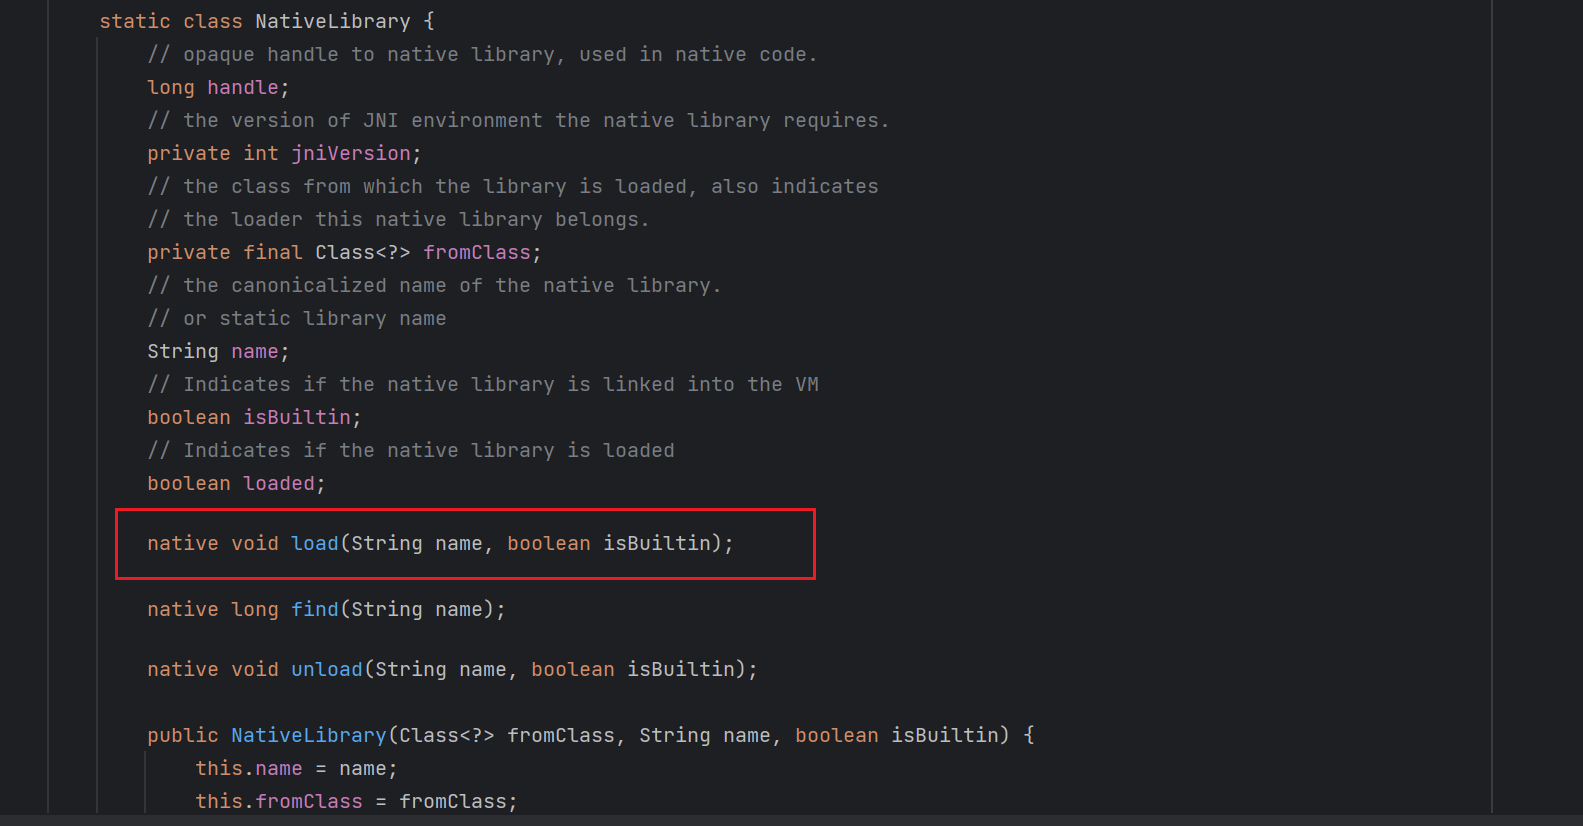 static class NativeLibrary {
// opaque handle to native library, used in native code.
long handle;
// the version of JNI environment the native library requires.
private int jniVersion;
// the class from which the library is loaded, also indicates
// the loader this native library belongs.
private final Class<?> fromClass;
// the canonicalized name of the native library.
// or static library name
String name;
// Indicates if the native library is linked into the VM
boolean isBuiltin;
// Indicates if the native library is loaded
boolean loaded;
native void load(String name, boolean isBuiltin);
native long find(String name);
native void unload(String name, boolean isBuiltin);
public NativeLibrary(Class<?> fromClass, String name, boolean isBuiltin) {
this.name = name;
this.fromClass = fromClass;